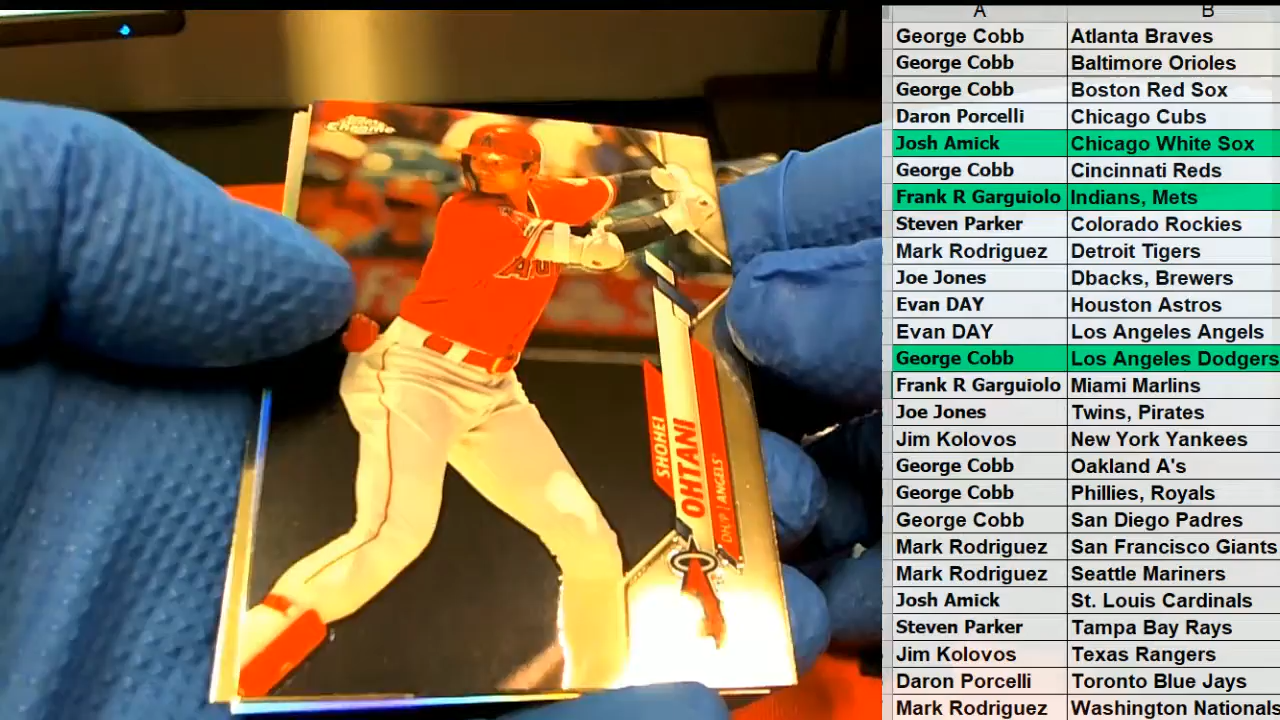 Topps
CHROME
SHOHEI
OHTANI
DH/P | ANGELS
A B
George Cobb Atlanta Braves
George Cobb Baltimore Orioles
George Cobb Boston Red Sox
Daron Porcelli Chicago Cubs
Josh Amick Chicago White Sox
George Cobb Cincinnati Reds
Frank R Garguiolo Indians, Mets
Steven Parker Colorado Rockies
Mark Rodriguez Detroit Tigers
Joe Jones Dbacks, Brewers
Evan DAY Houston Astros
Evan DAY Los Angeles Angels
George Cobb Los Angeles Dodgers
Frank R Garguiolo Miami Marlins
Joe Jones Twins, Pirates
Jim Kolovos New York Yankees
George Cobb Oakland A's
George Cobb Phillies, Royals
George Cobb San Diego Padres
Mark Rodriguez San Francisco Giants
Mark Rodriguez Seattle Mariners
Josh Amick St. Louis Cardinals
Steven Parker Tampa Bay Rays
Jim Kolovos Texas Rangers
Daron Porcelli Toronto Blue Jays
Mark Rodriguez Washington Nationals